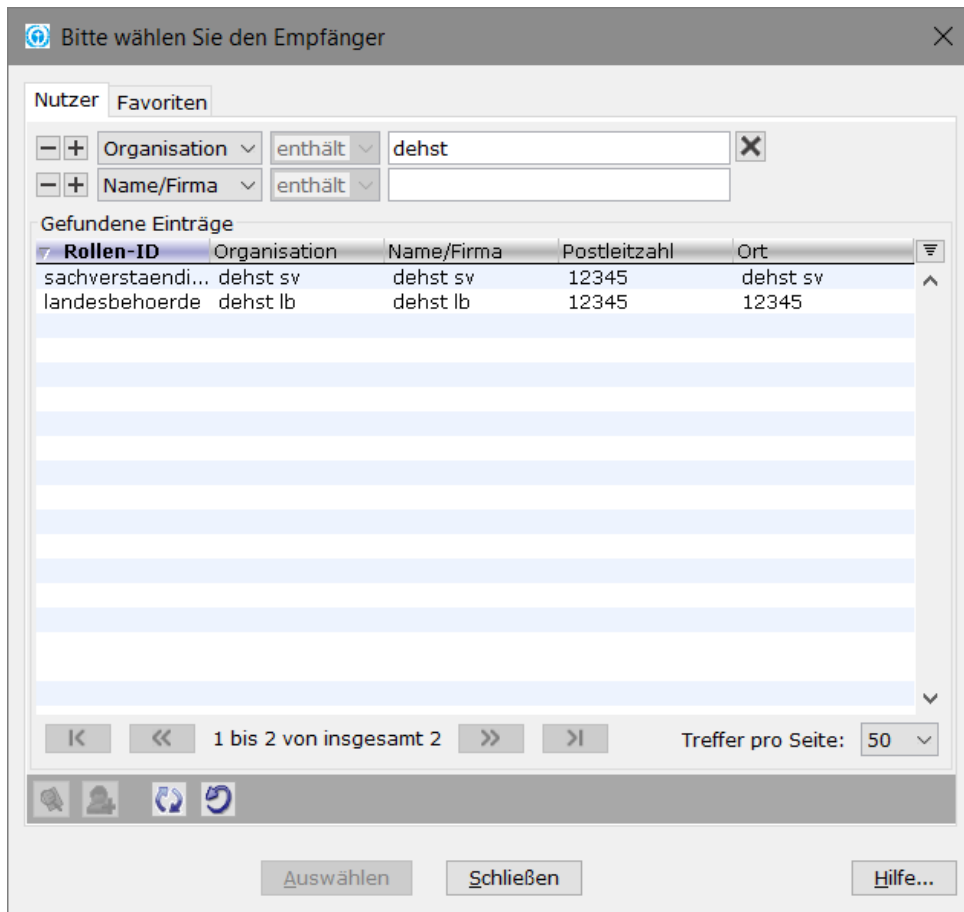 Bitte wählen Sie den Empfänger
Nutzer Favoriten
Organisation enthält dehst
Name/Firma enthält
Gefundene Einträge
Rollen-ID Organisation Name/Firma Postleitzahl Ort
sachverstaendi... dehst sv dehst sv 12345 dehst sv
landesbehoerde dehst lb dehst lb 12345 12345
1 bis 2 von insgesamt 2 Treffer pro Seite: 50
Auswählen Schließen Hilfe...